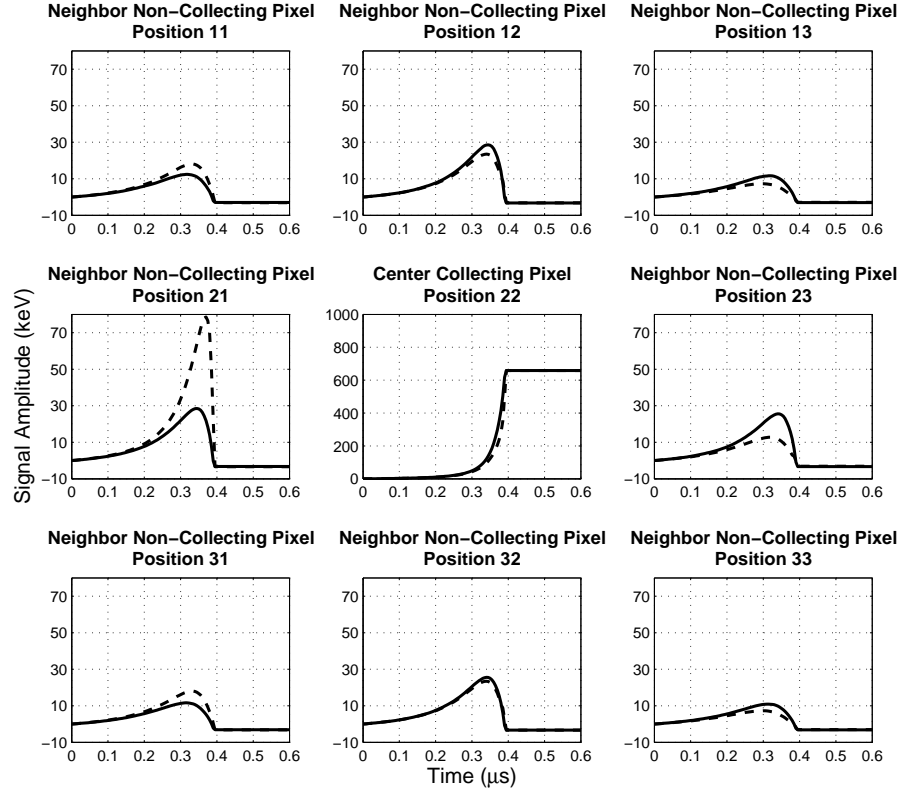 Neighbor Non−Collecting Pixel
Position 11
70
50
30
10
−10
0 0.1 0.2 0.3 0.4 0.5 0.6
Neighbor Non−Collecting Pixel
Position 12
70
50
30
10
−10
0 0.1 0.2 0.3 0.4 0.5 0.6
Neighbor Non−Collecting Pixel
Position 13
70
50
30
10
−10
0 0.1 0.2 0.3 0.4 0.5 0.6
Signal Amplitude (keV)
Neighbor Non−Collecting Pixel
Position 21
70
50
30
10
−10
0 0.1 0.2 0.3 0.4 0.5 0.6
Center Collecting Pixel
Position 22
1000
800
600
400
200
0
0 0.1 0.2 0.3 0.4 0.5 0.6
Neighbor Non−Collecting Pixel
Position 23
70
50
30
10
−10
0 0.1 0.2 0.3 0.4 0.5 0.6
Neighbor Non−Collecting Pixel
Position 31
70
50
30
10
−10
0 0.1 0.2 0.3 0.4 0.5 0.6
Neighbor Non−Collecting Pixel
Position 32
70
50
30
10
−10
0 0.1 0.2 0.3 0.4 0.5 0.6
Time (μs)
Neighbor Non−Collecting Pixel
Position 33
70
50
30
10
−10
0 0.1 0.2 0.3 0.4 0.5 0.6